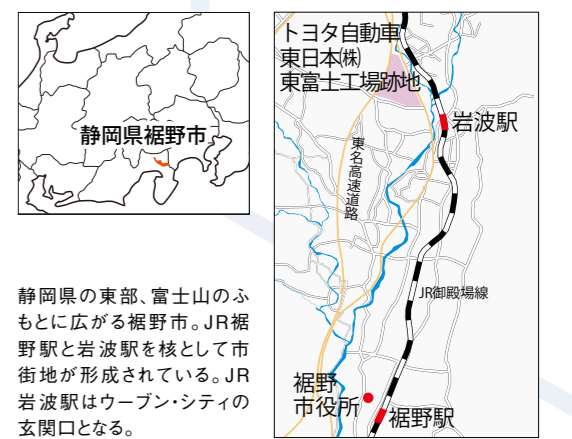 静岡県裾野市
静岡県の東部、富士山のふ
もとに広がる裾野市。JR裾
野駅と岩波駅を核として市
街地が形成されている。JR
岩波駅はウーブン・シティの
玄関口となる。
トヨタ自動車
東日本㈱
東富士工場跡地
岩波駅
東名高速道路
JR御殿場線
裾野
市役所
裾野駅